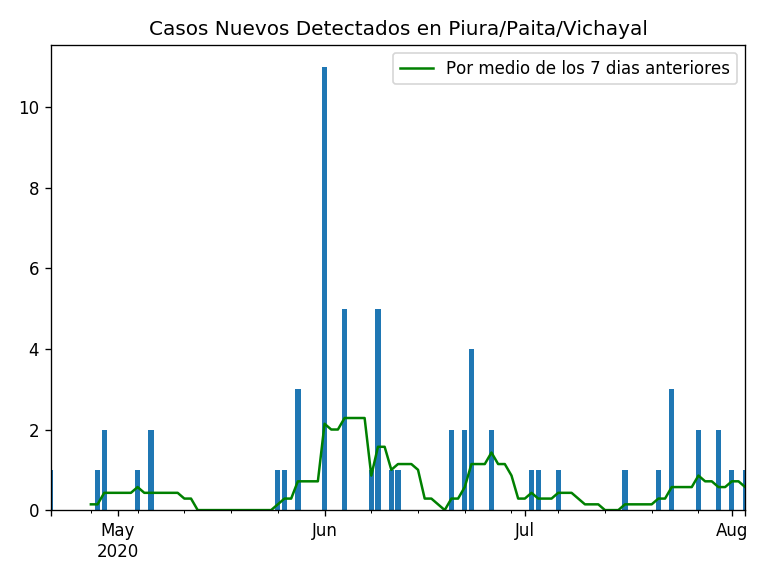 Casos Nuevos Detectados en Piura/Paita/Vichayal
Por medio de los 7 dias anteriores
10
8
6
4
2
0
May Jun Jul Aug
2020